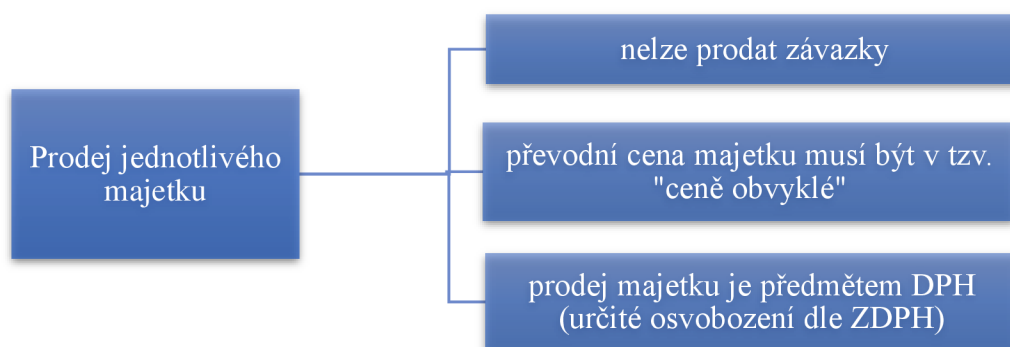 Prodej jednotlivého
majetku
nelze prodat závazky
převodní cena majetku musí být v tzv.
"ceně obvyklé"
prodej majetku je předmětem DPH
(určité osvobození dle ZDPH)